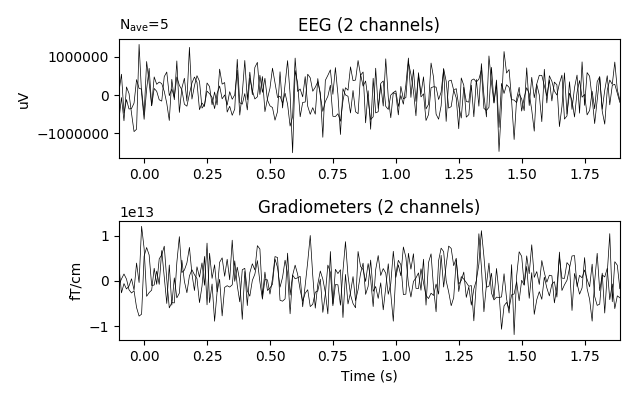 N_ave=5
EEG (2 channels)
1000000
0
−1000000
uV
0.00 0.25 0.50 0.75 1.00 1.25 1.50 1.75
1e13
Gradiometers (2 channels)
1
0
−1
fT/cm
0.00 0.25 0.50 0.75 1.00 1.25 1.50 1.75
Time (s)